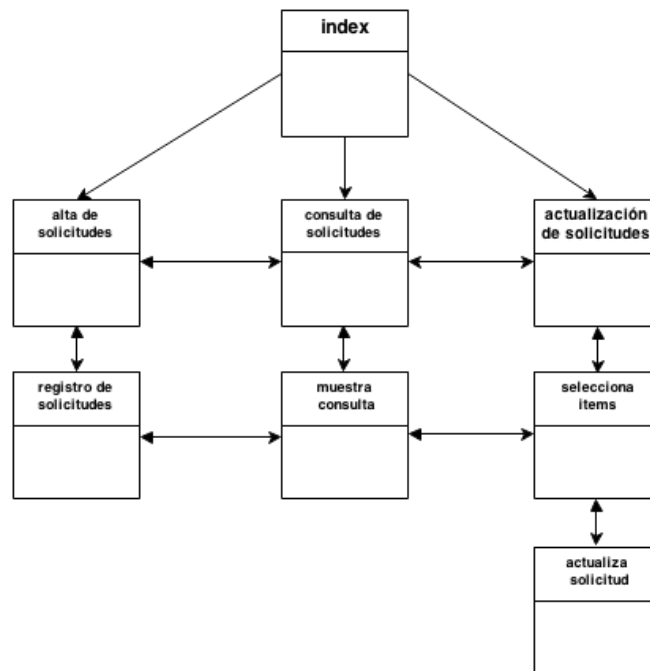 index
alta de
solicitudes
consulta de
solicitudes
actualización
de solicitudes
registro de
solicitudes
muestra
consulta
selecciona
items
actualiza
solicitud